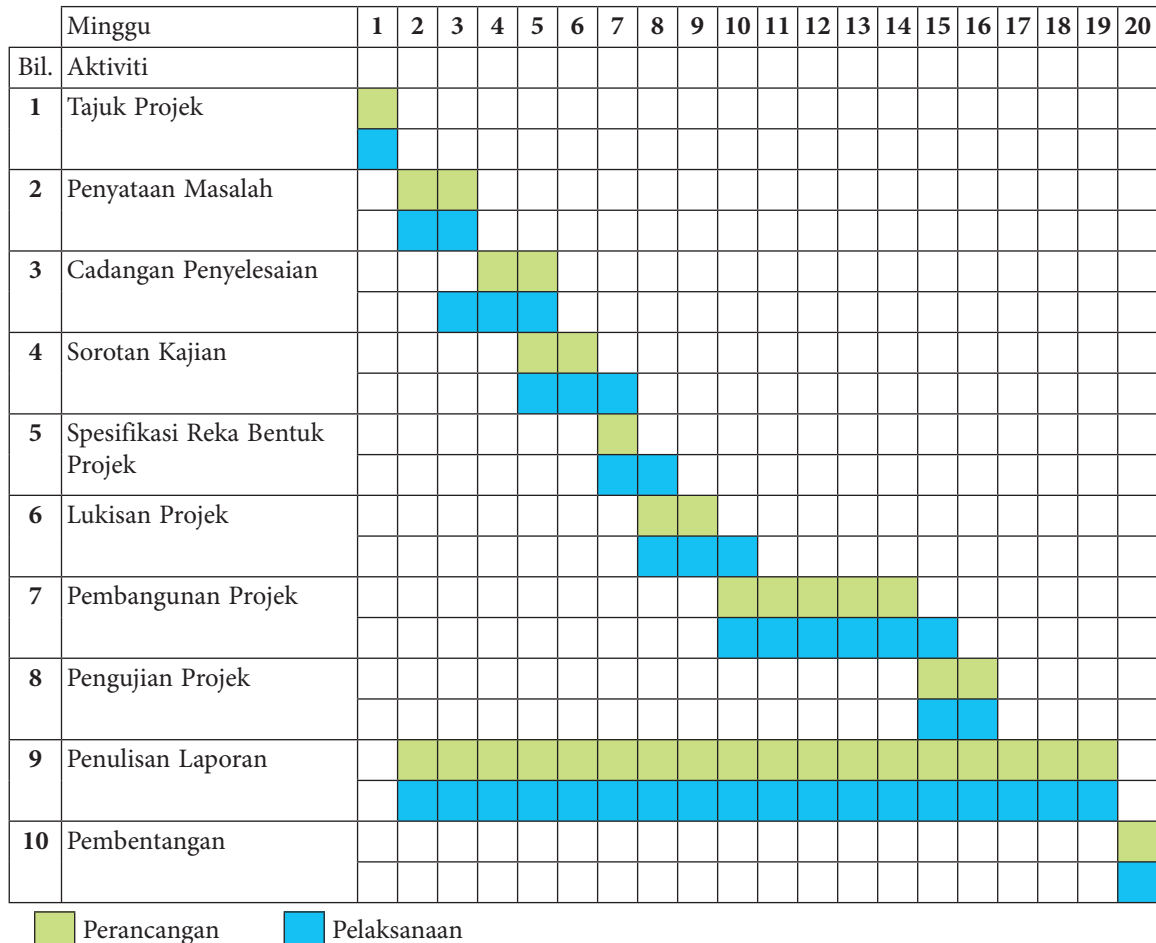 Minggu 1 2 3 4 5 6 7 8 9 10 11 12 13 14 15 16 17 18 19 20
Bil. Aktiviti
1 Tajuk Projek
2 Penyataan Masalah
3 Cadangan Penyelesaian
4 Sorotan Kajian
5 Spesifikasi Reka Bentuk
Projek
6 Lukisan Projek
7 Pembangunan Projek
8 Pengujian Projek
9 Penulisan Laporan
10 Pembentangan
Perancangan Pelaksanaan